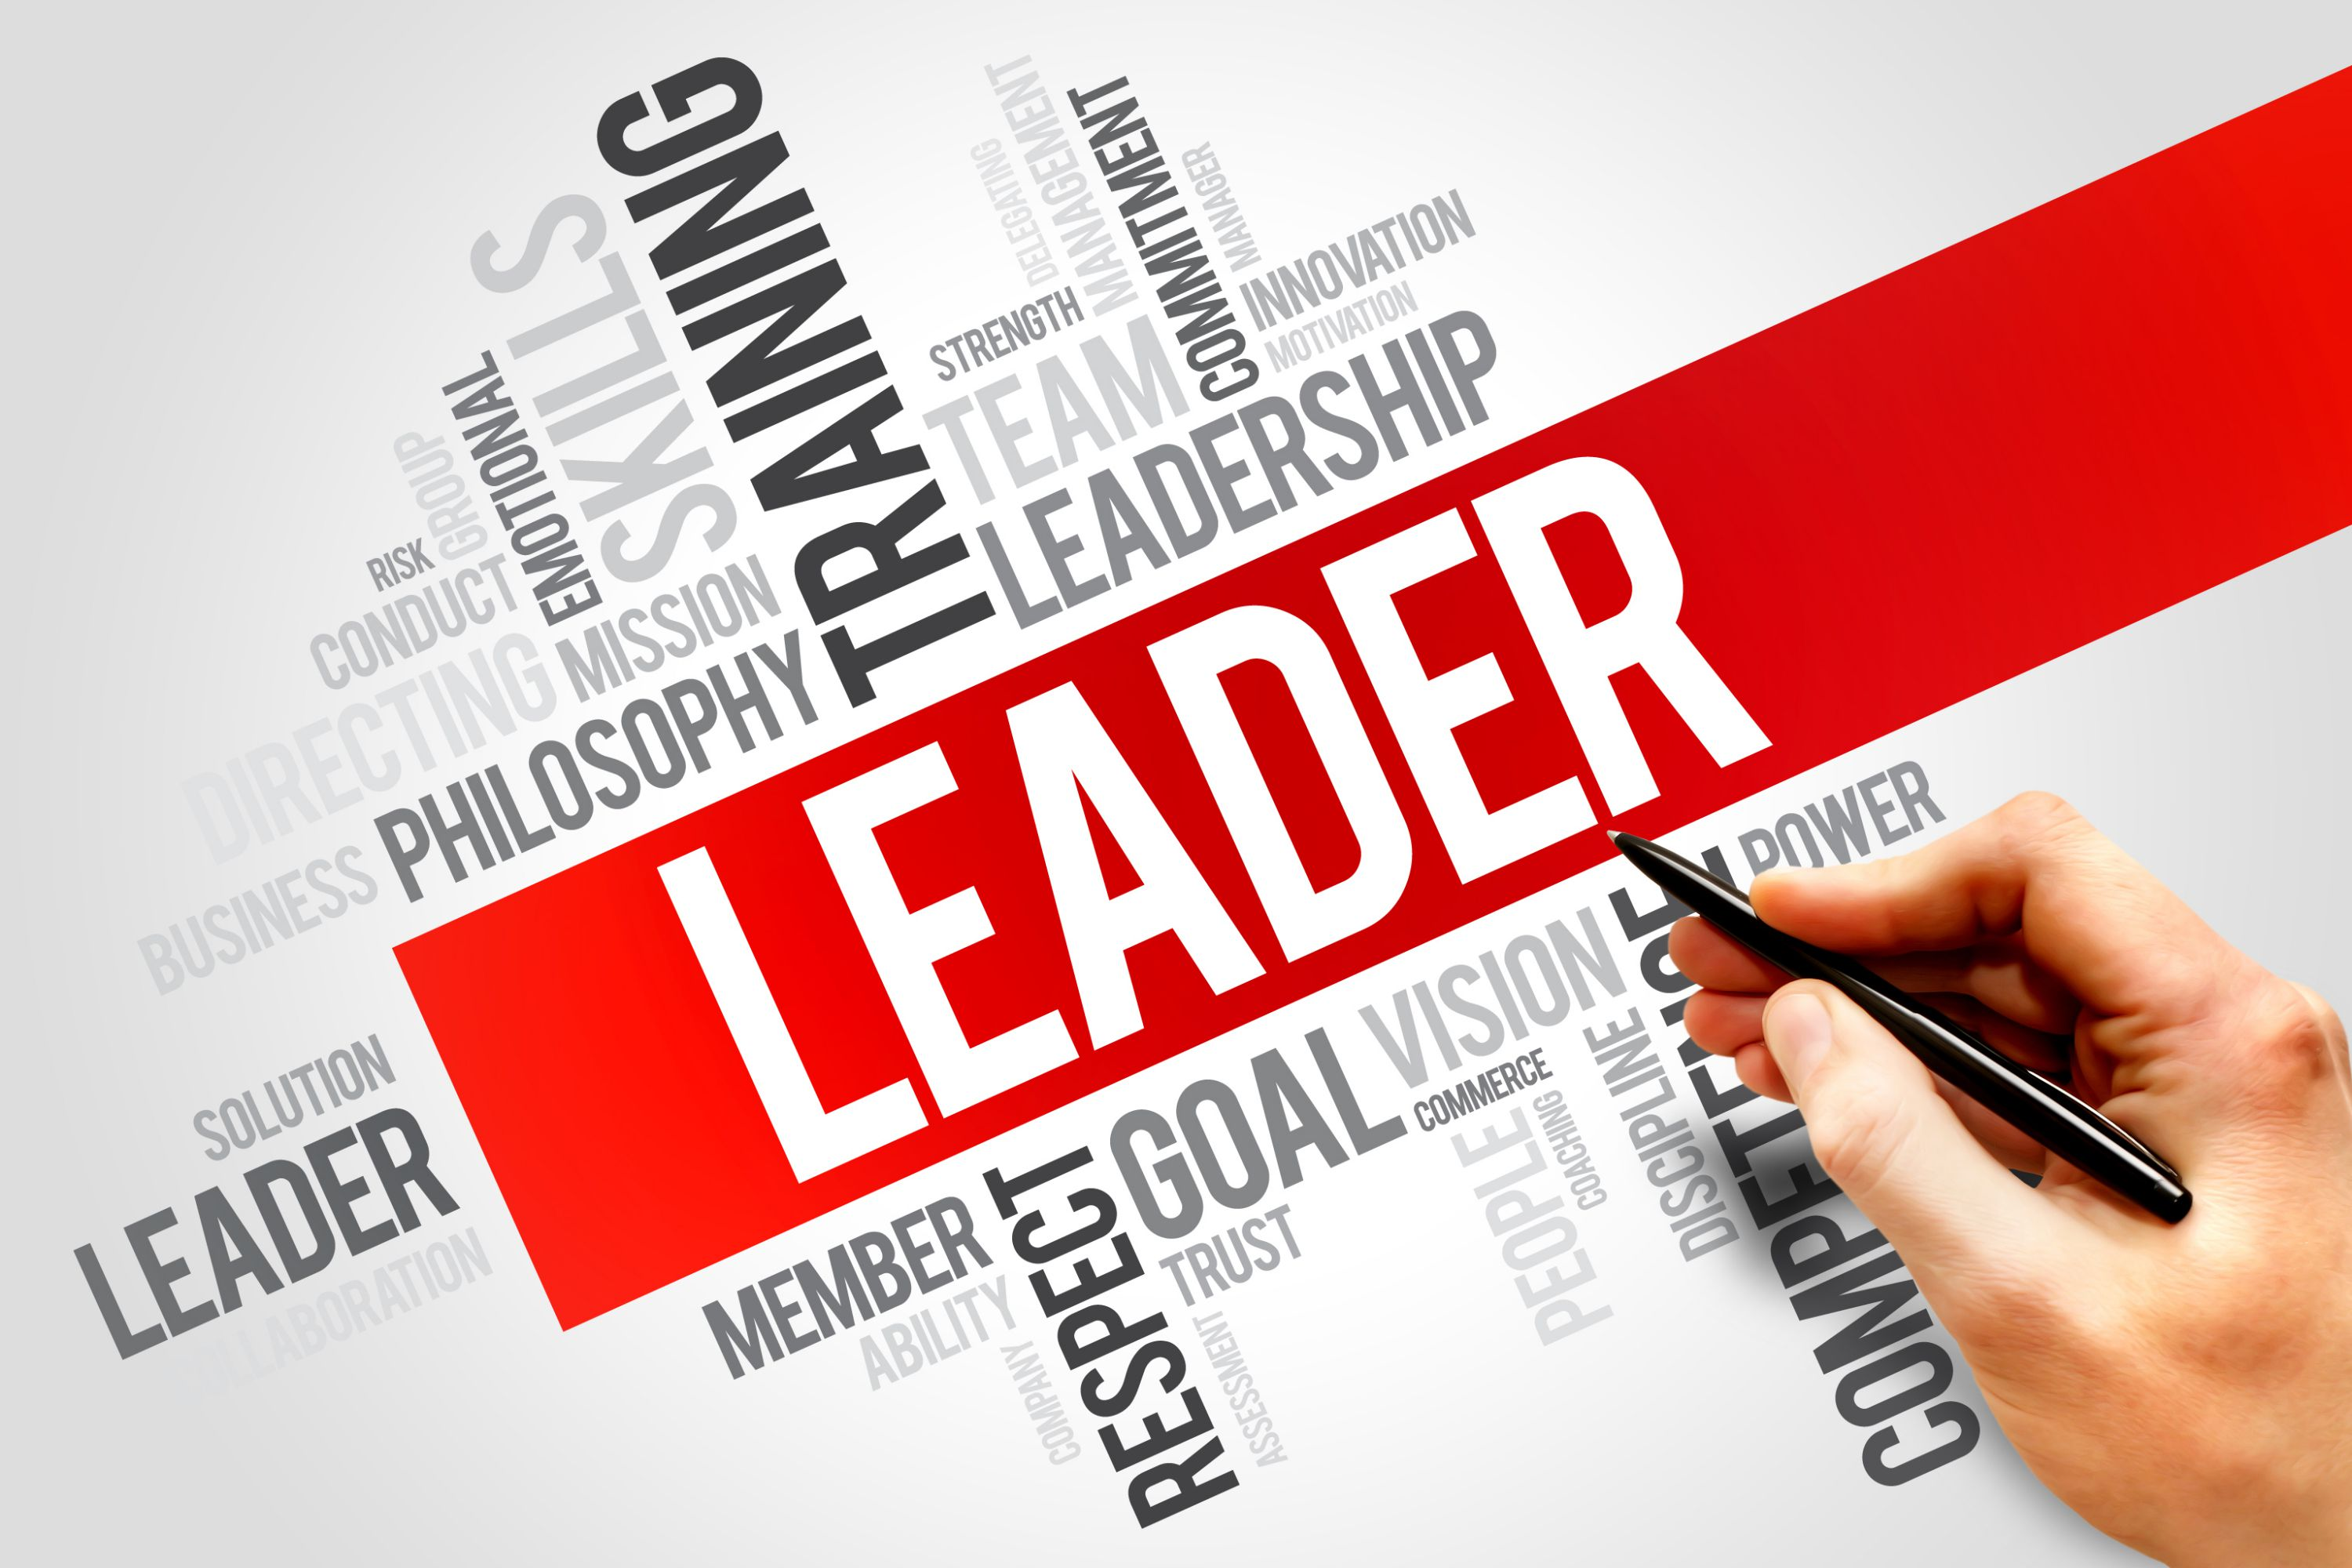 TRAINING
SKILLS
EMOTIONAL
GROUP
RISK
CONDUCT
MISSION
DIRECTING
PHILOSOPHY
BUSINESS
DELEGATING
MANAGEMENT
COMMITMENT
MANAGER
INNOVATION
MOTIVATION
STRENGTH
TEAM
LEADERSHIP
LEADER
SOLUTION
LEADER
COLLABORATION
POWER
VISION
GOAL
COMMERCE
COACHING
PEOPLE
DISCIPLINE
MEMBER
ABILITY
RESPECT
TRUST
COMPANY
ASSESSMENT